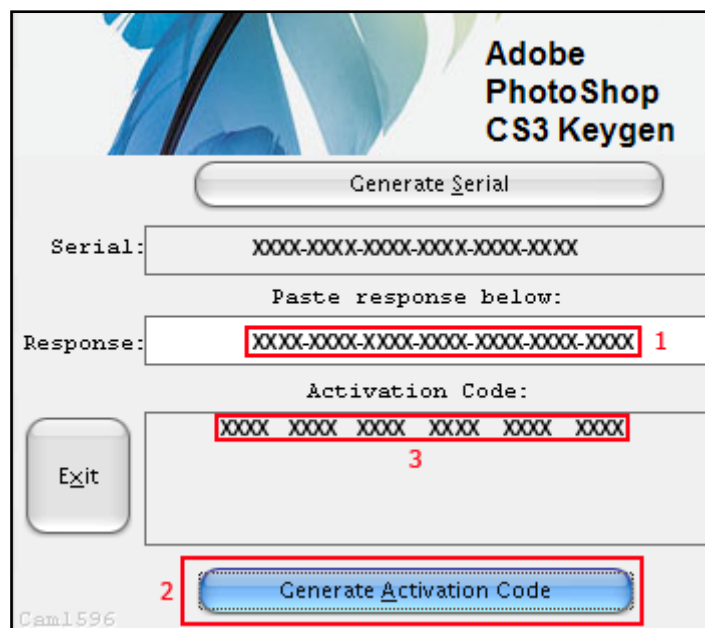 Adobe
PhotoShop
CS3 Keygen
Generate Serial
Serial: XXXX-XXXX-XXXX-XXXX-XXXX-XXXX
Paste response below:
Response: XXXX-XXXX-XXXX-XXXX-XXXX-XXXX-XXXX 1
Activation Code:
XXXX XXXX XXXX XXXX XXXX XXXX
3
Exit
2 Generate Activation Code
Cam1596